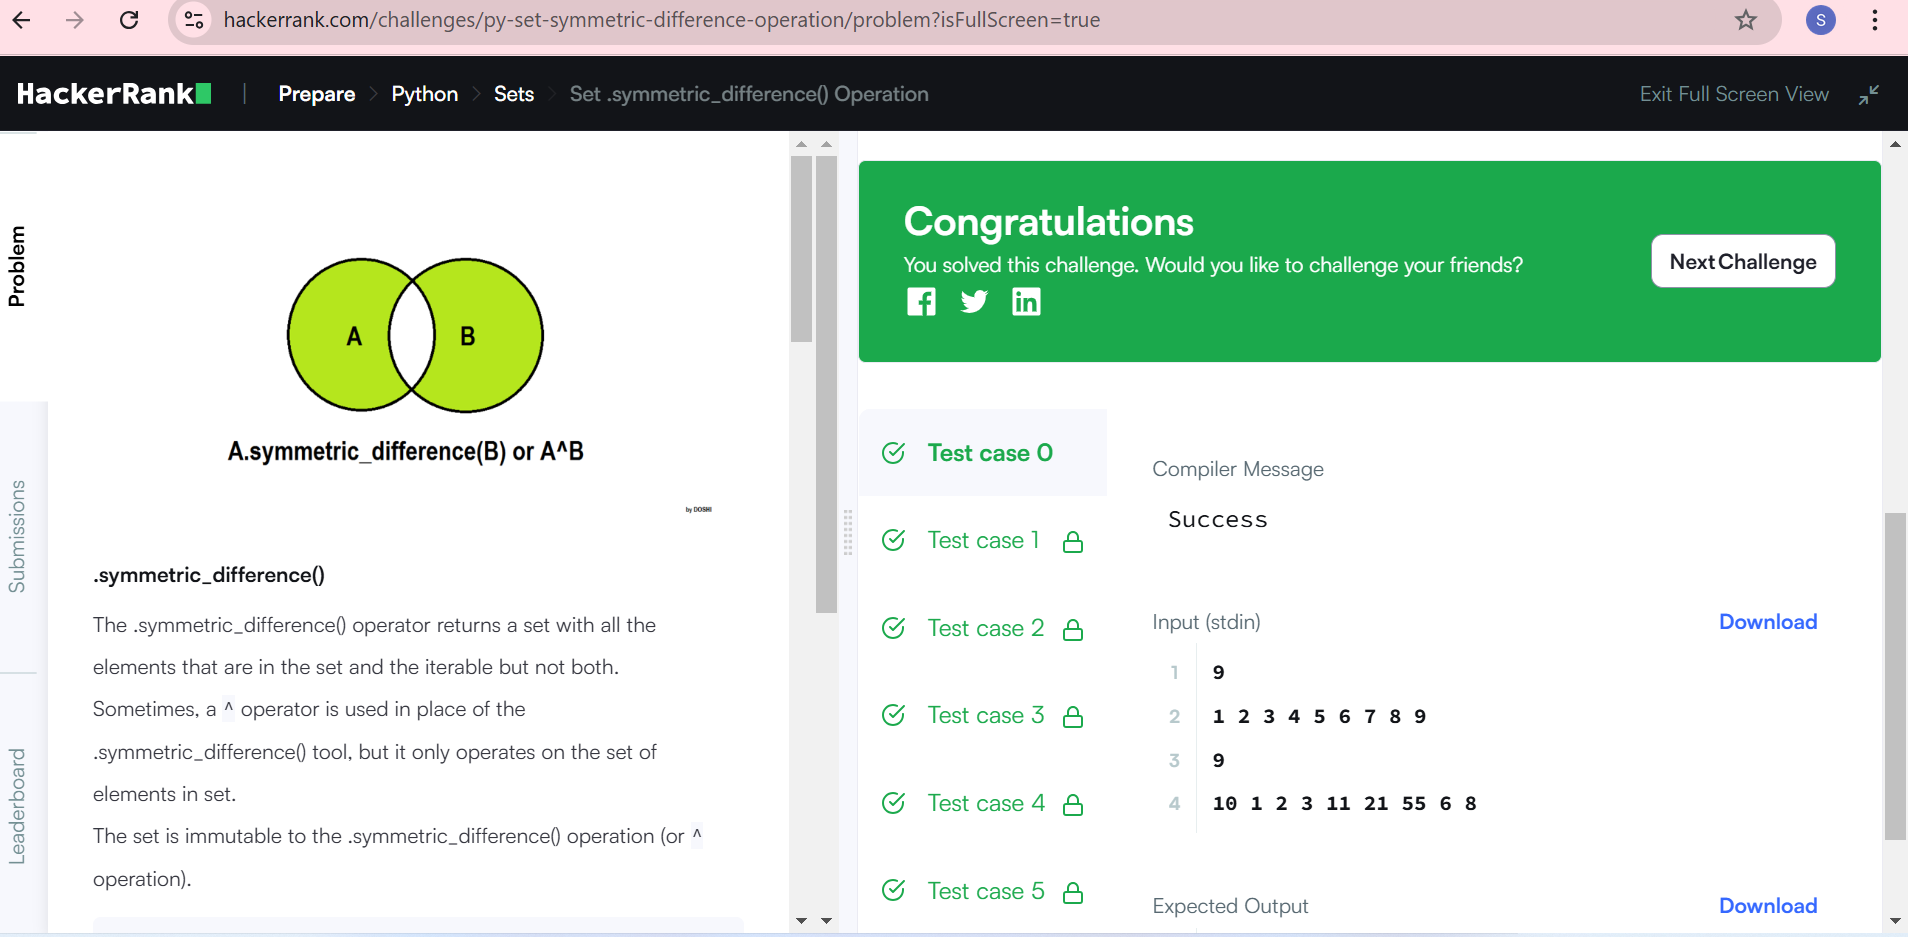 hackerrank.com/challenges/py-set-symmetric-difference-operation/problem?isFullScreen=true
S
HackerRank
Prepare
Python
Sets
Set .symmetric_difference() Operation
Exit Full Screen View
Problem
Submissions
Leaderboard
A
B
A.symmetric_difference(B) or A^B
by DOSHI
.symmetric_difference()
The .symmetric_difference() operator returns a set with all the
elements that are in the set and the iterable but not both.
Sometimes, a ^ operator is used in place of the
.symmetric_difference() tool, but it only operates on the set of
elements in set.
The set is immutable to the .symmetric_difference() operation (or ^
operation).
Congratulations
You solved this challenge. Would you like to challenge your friends?
Next Challenge
Test case 0
Test case 1
Test case 2
Test case 3
Test case 4
Test case 5
Compiler Message
Success
Input (stdin)
Download
1 9
2 1 2 3 4 5 6 7 8 9
3 9
4 10 1 2 3 11 21 55 6 8
Expected Output
Download